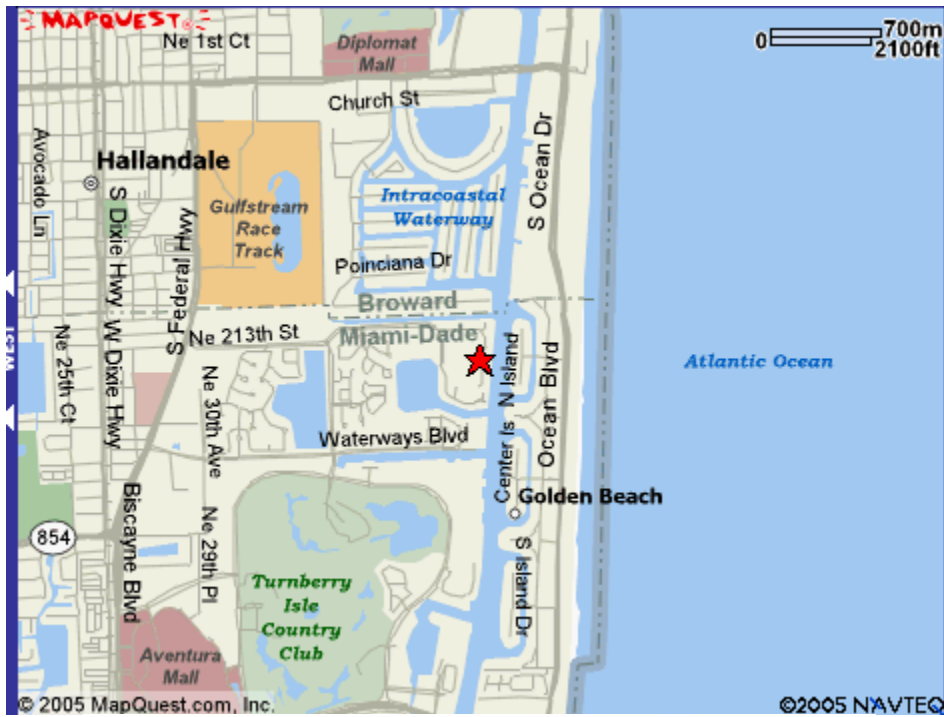 MAPQUEST
Ne 1st Ct
Diplomat
Mall
0
700m
2100ft
Church St
Avocado Ln
Hallandale
S Dixie Hwy
S Federal Hwy
Gulfstream
Race
Track
Intracoastal
Waterway
S Ocean Dr
Poinciana Dr
Broward
Miami-Dade
Ne 213th St
WEST
Ne 25th Ct
W Dixie Hwy
Ne 30th Ave
N Island
Ocean Blvd
Atlantic Ocean
Waterways Blvd
Center Is
Golden Beach
854
Biscayne Blvd
Ne 29th Pl
S Island Dr
Turnberry
Isle
Country
Club
Aventura
Mall
© 2005 MapQuest.com, Inc.
©2005 NAVTEQ